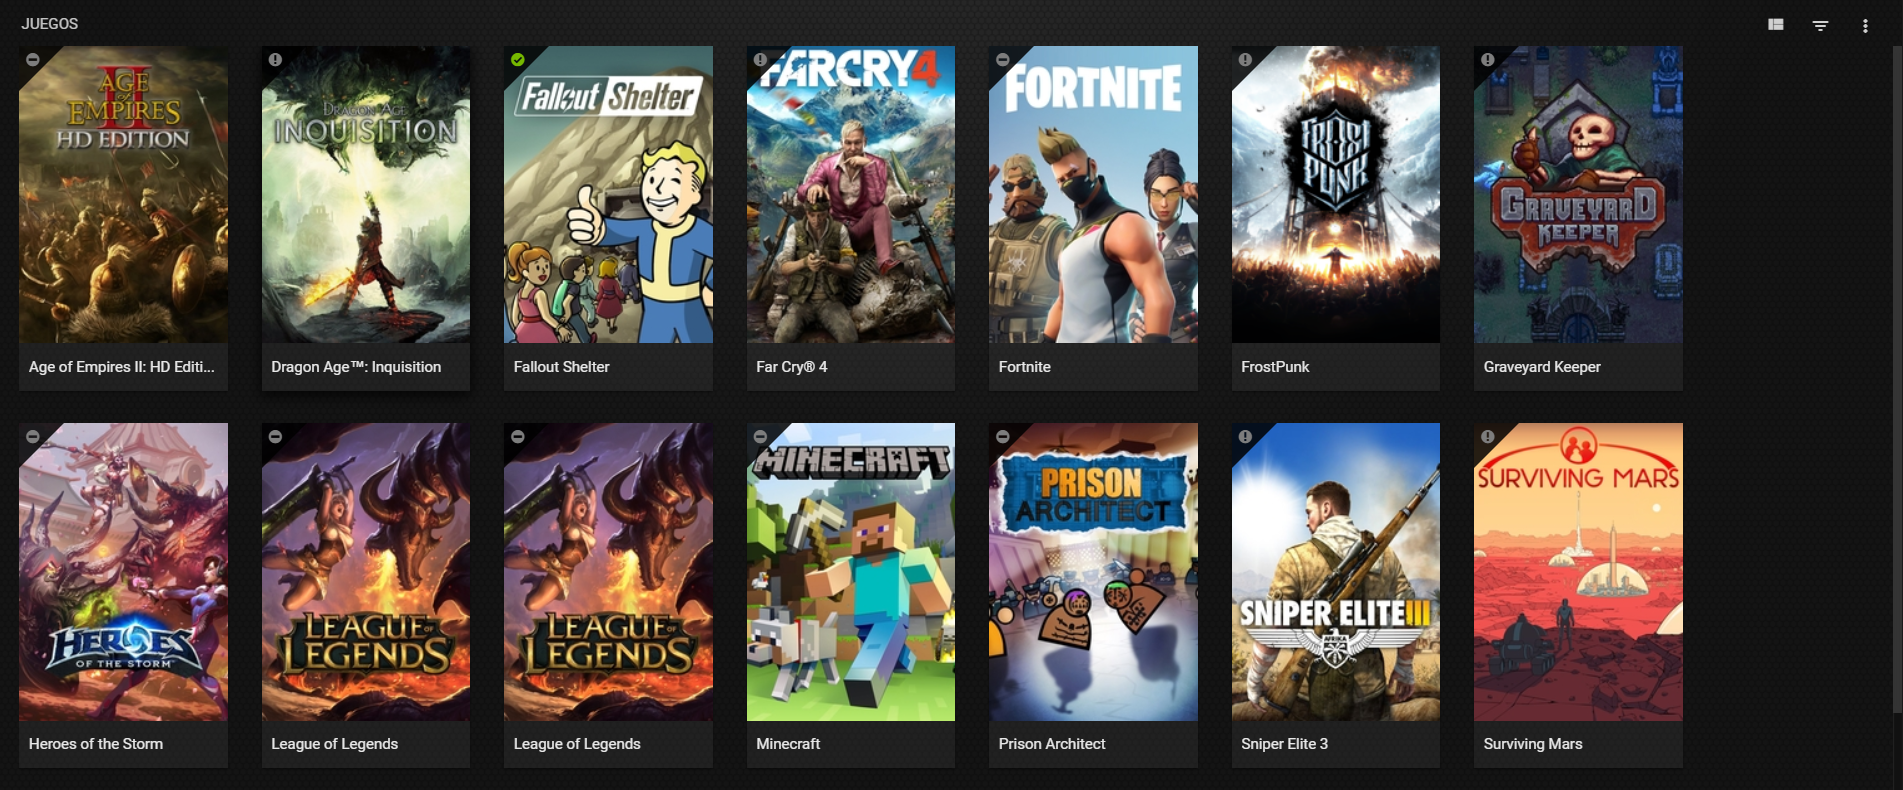 JUEGOS
AGE
of
EMPIRES
II
HD EDITION
DRAGON AGE
INQUISITION
Fallout Shelter
FARCRY4
FORTNITE
FROST
PUNK
GRAVEYARD
KEEPER
Age of Empires II: HD Editi...
Dragon Age™: Inquisition
Fallout Shelter
Far Cry® 4
Fortnite
FrostPunk
Graveyard Keeper
HEROES
OF THE STORM
LEAGUE OF
LEGENDS
LEAGUE OF
LEGENDS
MINECRAFT
PRISON
ARCHITECT
SNIPER ELITE III
AFRIKA
SURVIVING MARS
Heroes of the Storm
League of Legends
League of Legends
Minecraft
Prison Architect
Sniper Elite 3
Surviving Mars